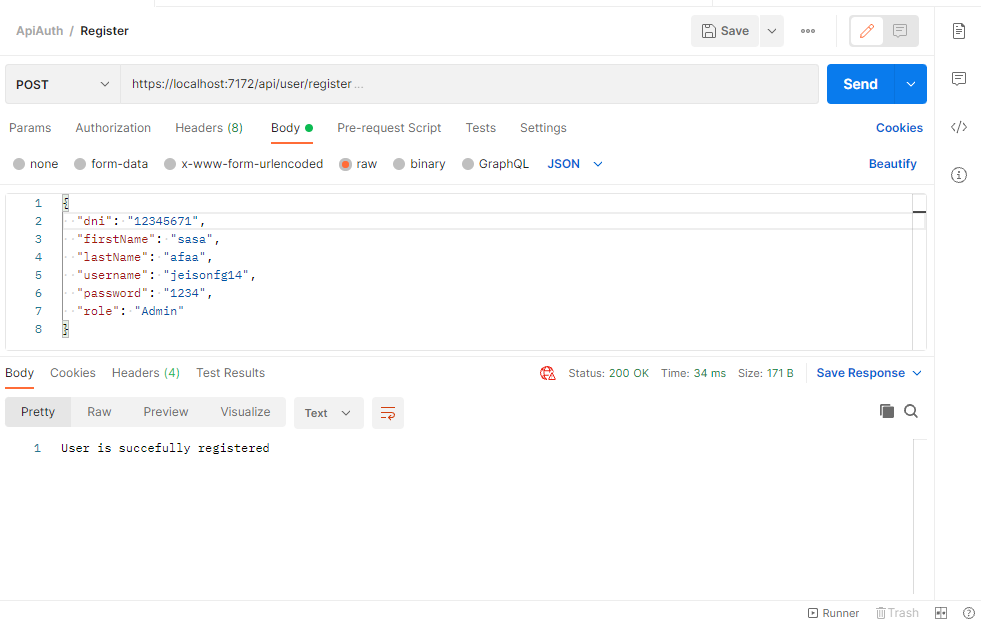 ApiAuth / Register
Save
POST
https://localhost:7172/api/user/register ...
Send
Params Authorization Headers (8) Body Pre-request Script Tests Settings Cookies
none form-data x-www-form-urlencoded raw binary GraphQL JSON Beautify
1 {
2 "dni": "12345671",
3 "firstName": "sasa",
4 "lastName": "afaa",
5 "username": "jeisonfg14",
6 "password": "1234",
7 "role": "Admin"
8 }
Body Cookies Headers (4) Test Results Status: 200 OK Time: 34 ms Size: 171 B Save Response
Pretty Raw Preview Visualize Text
1 User is succefully registered
Runner Trash